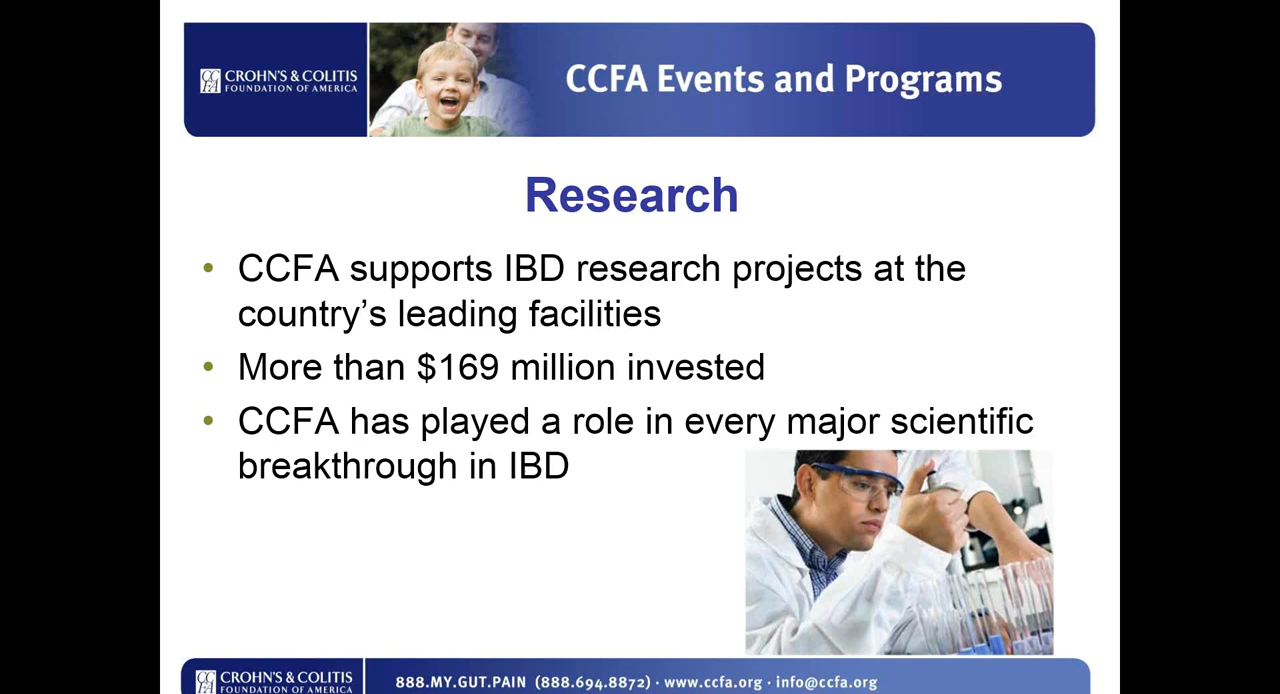 CCFA
CROHN'S & COLITIS
FOUNDATION OF AMERICA
CCFA Events and Programs
Research
• CCFA supports IBD research projects at the
country’s leading facilities
• More than $169 million invested
• CCFA has played a role in every major scientific
breakthrough in IBD
CCFA
CROHN'S & COLITIS
FOUNDATION OF AMERICA
888.MY.GUT.PAIN (888.694.8872) · www.ccfa.org · info@ccfa.org